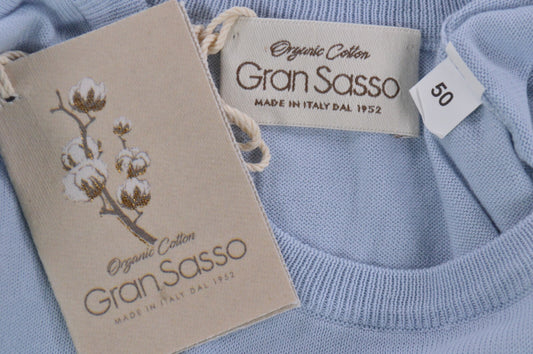 Organic Cotton
Gran Sasso
MADE IN ITALY DAL 1952
50
Organic Cotton
Gran Sasso
MADE IN ITALY DAL 1952